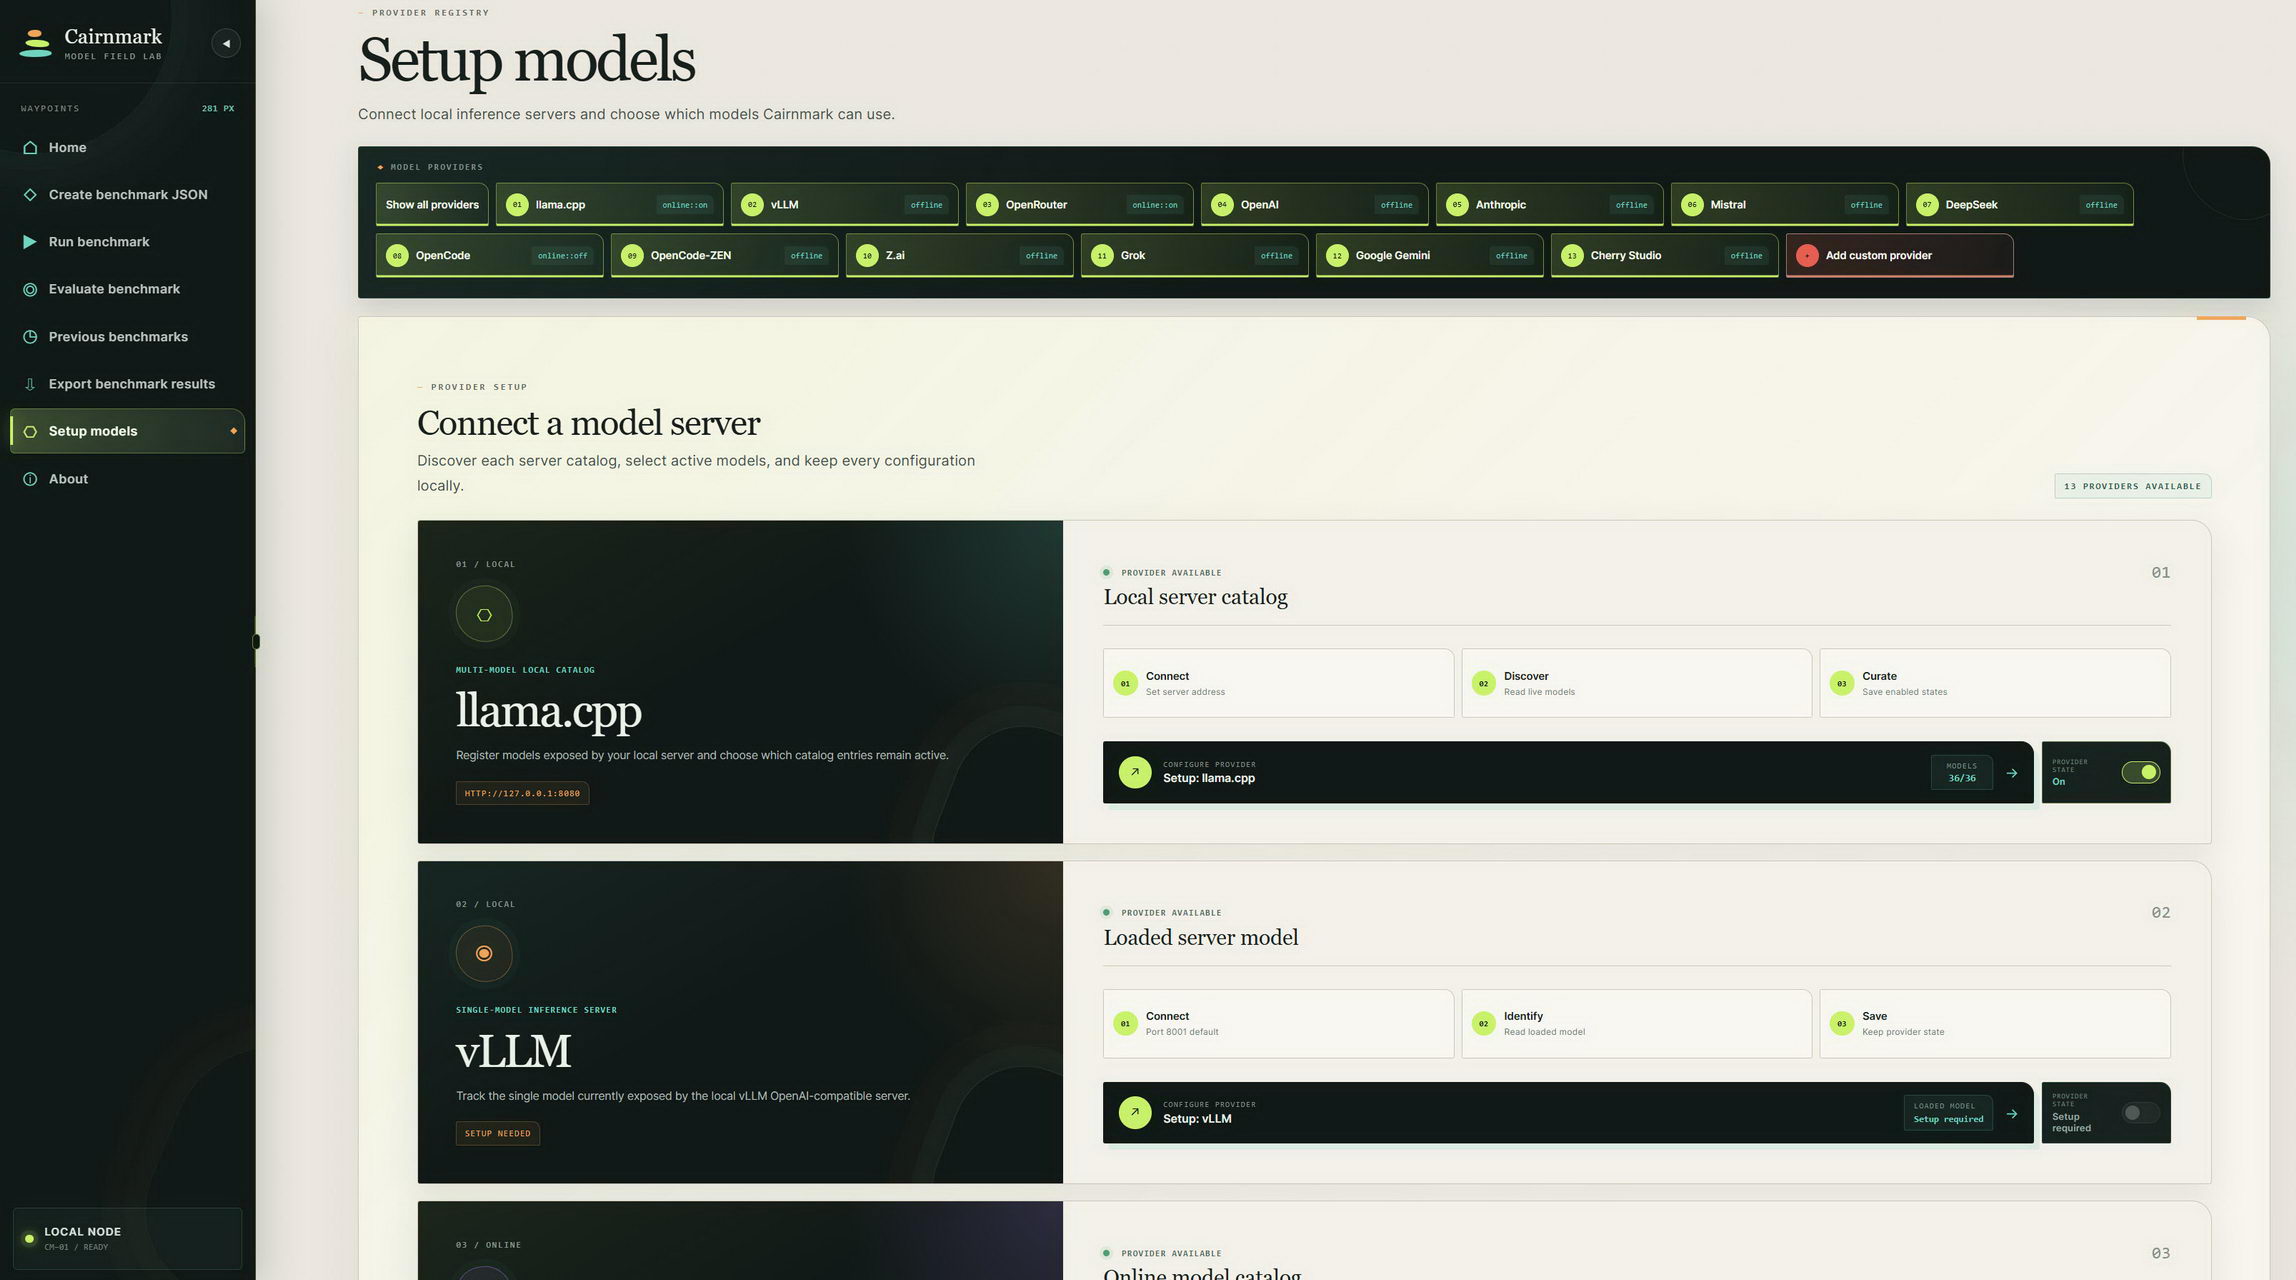 Cairnmark
MODEL FIELD LAB
WAYPOINTS
281 PX
Home
Create benchmark JSON
Run benchmark
Evaluate benchmark
Previous benchmarks
Export benchmark results
Setup models
About
LOCAL NODE
CM-01 / READY
PROVIDER REGISTRY
Setup models
Connect local inference servers and choose which models Cairnmark can use.
MODEL PROVIDERS
Show all providers
01 llama.cpp online::on
02 vLLM offline
03 OpenRouter online::on
04 OpenAI offline
05 Anthropic offline
06 Mistral offline
07 DeepSeek offline
08 OpenCode online::off
09 OpenCode-ZEN offline
10 Z.ai offline
11 Grok offline
12 Google Gemini offline
13 Cherry Studio offline
+ Add custom provider
PROVIDER SETUP
Connect a model server
Discover each server catalog, select active models, and keep every configuration
locally.
13 PROVIDERS AVAILABLE
01 / LOCAL
MULTI-MODEL LOCAL CATALOG
llama.cpp
Register models exposed by your local server and choose which catalog entries remain active.
HTTP://127.0.0.1:8080
PROVIDER AVAILABLE
01
Local server catalog
01 Connect
Set server address
02 Discover
Read live models
03 Curate
Save enabled states
CONFIGURE PROVIDER
Setup: llama.cpp
MODELS
36/36
PROVIDER
STATE
On
02 / LOCAL
SINGLE-MODEL INFERENCE SERVER
vLLM
Track the single model currently exposed by the local vLLM OpenAI-compatible server.
SETUP NEEDED
PROVIDER AVAILABLE
02
Loaded server model
01 Connect
Port 8001 default
02 Identify
Read loaded model
03 Save
Keep provider state
CONFIGURE PROVIDER
Setup: vLLM
LOADED MODEL
Setup required
PROVIDER
STATE
Setup
required
03 / ONLINE
PROVIDER AVAILABLE
03
Online model catalog